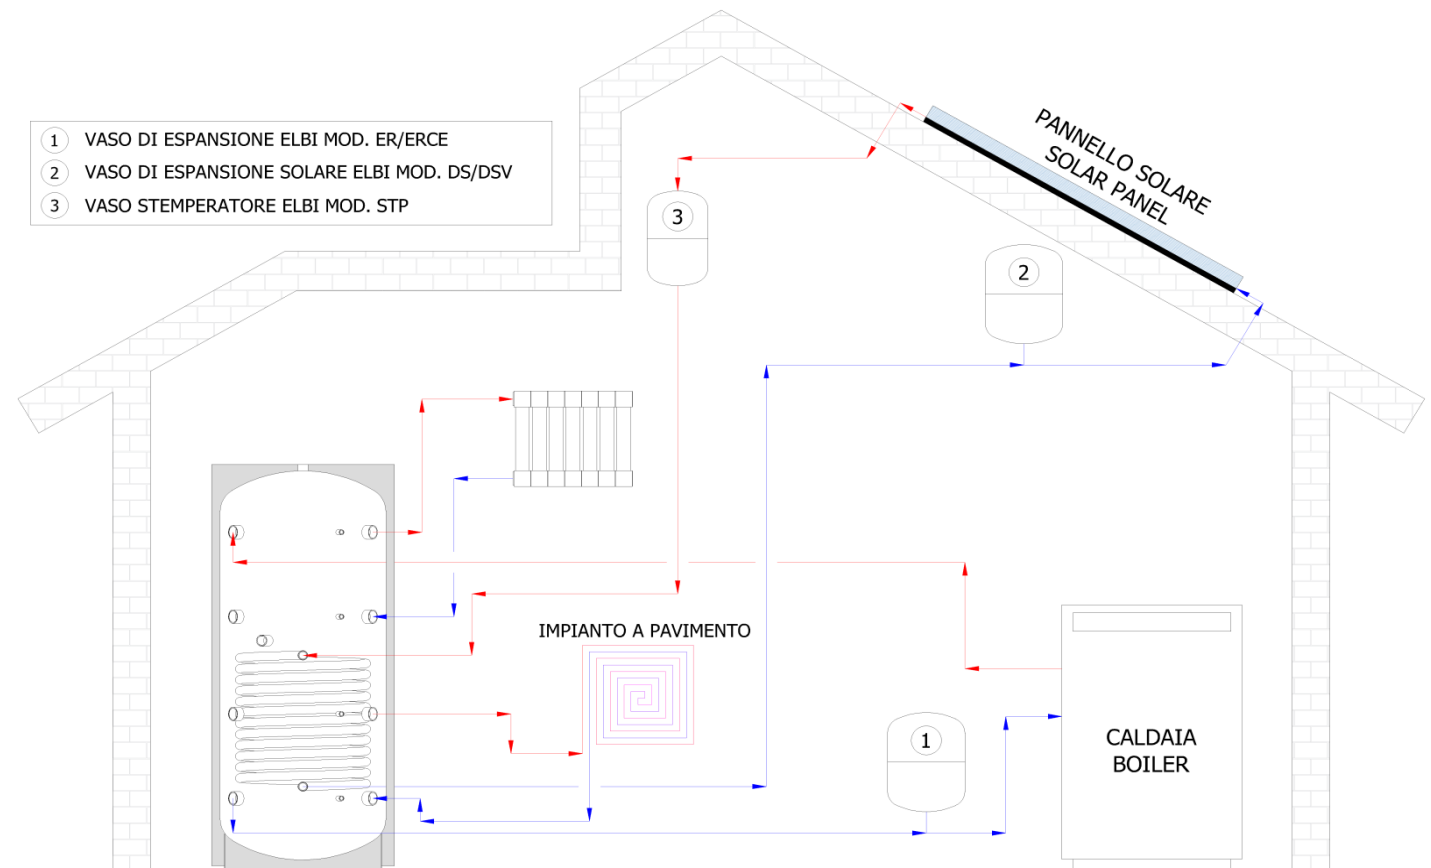 1 VASO DI ESPANSIONE ELBI MOD. ER/ERCE
2 VASO DI ESPANSIONE SOLARE ELBI MOD. DS/DSV
3 VASO STEMPERATORE ELBI MOD. STP
PANNELLO SOLARE
SOLAR PANEL
3
2
IMPIANTO A PAVIMENTO
1
CALDAIA
BOILER